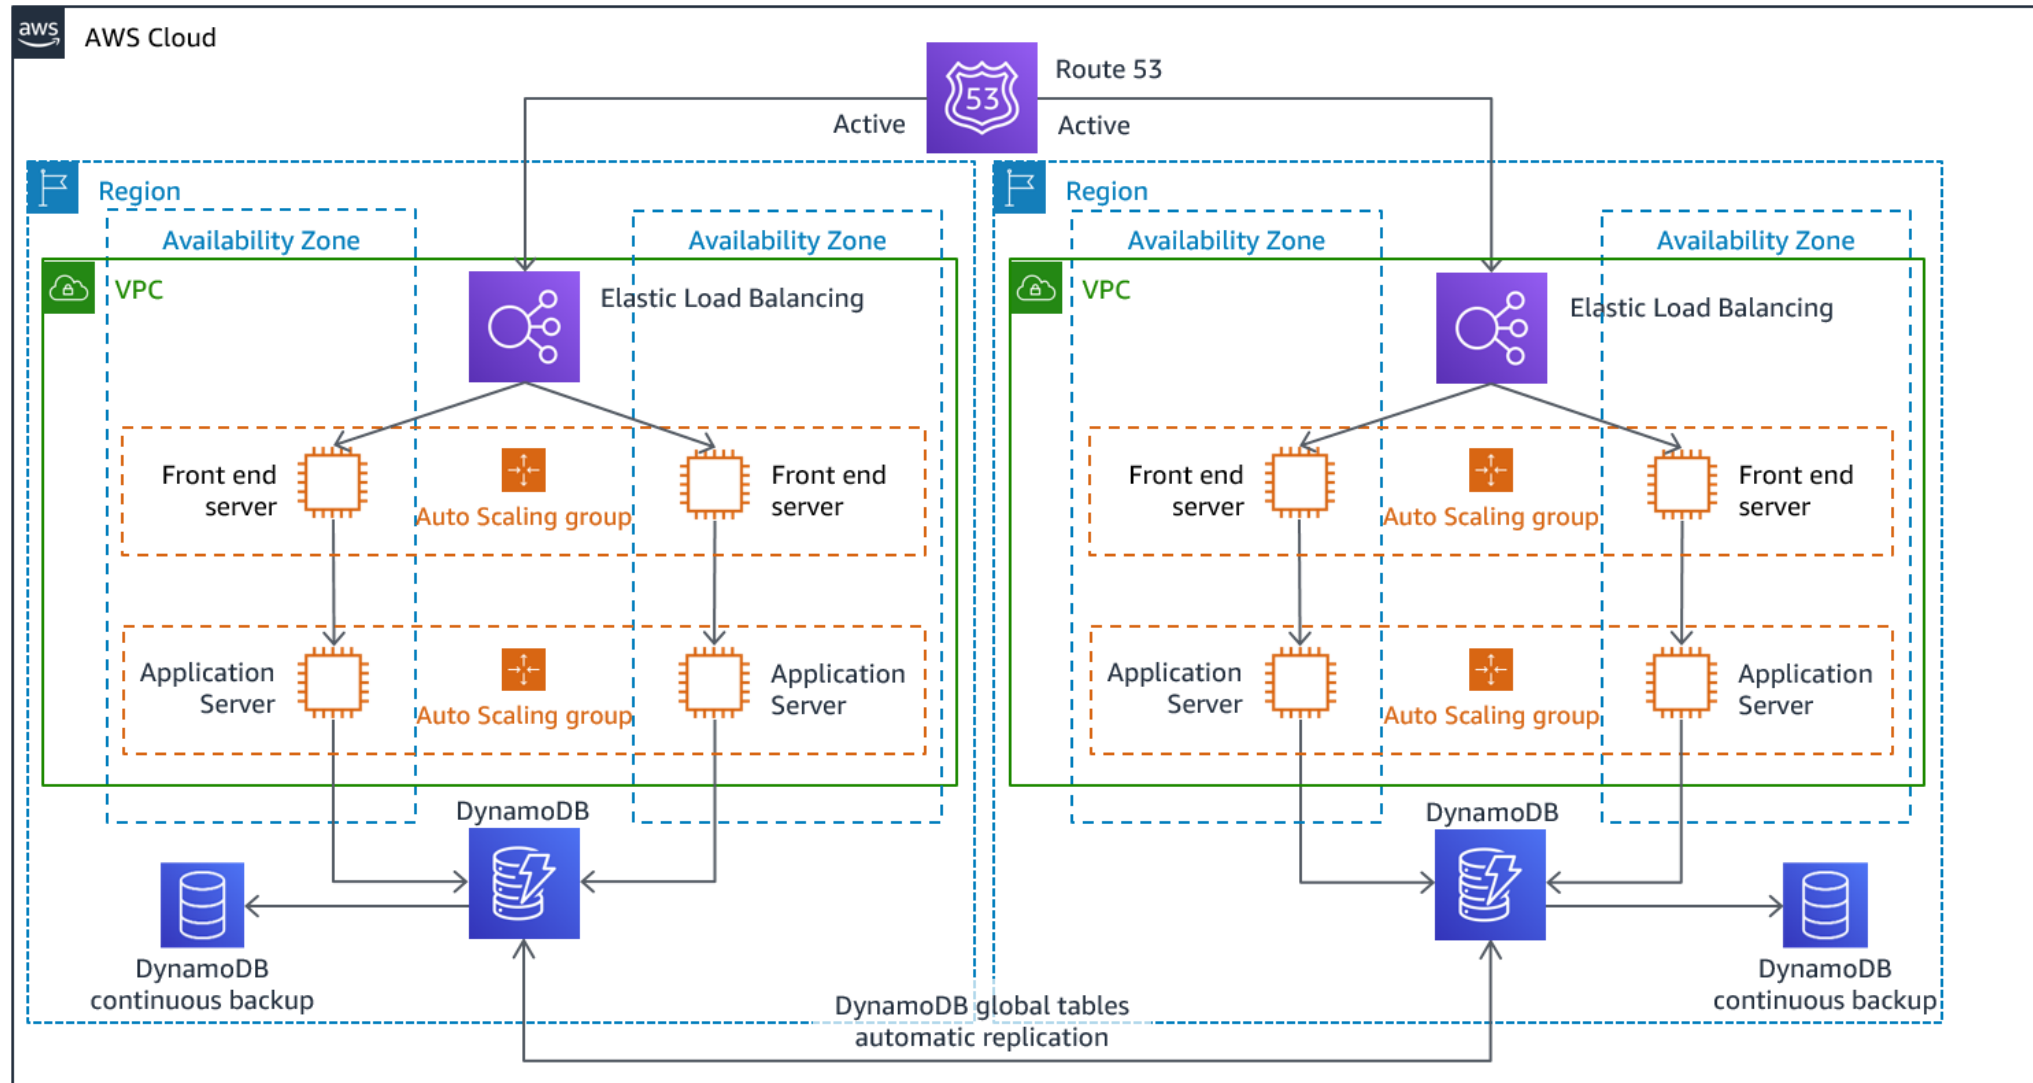 aws
AWS Cloud
Route 53
53
Active
Active
Region
Region
Availability Zone
Availability Zone
Availability Zone
Availability Zone
VPC
Elastic Load Balancing
VPC
Elastic Load Balancing
Front end
server
Auto Scaling group
Front end
server
Front end
server
Auto Scaling group
Front end
server
Application
Server
Auto Scaling group
Application
Server
Application
Server
Auto Scaling group
Application
Server
DynamoDB
DynamoDB
DynamoDB
continuous backup
DynamoDB global tables
automatic replication
DynamoDB
continuous backup